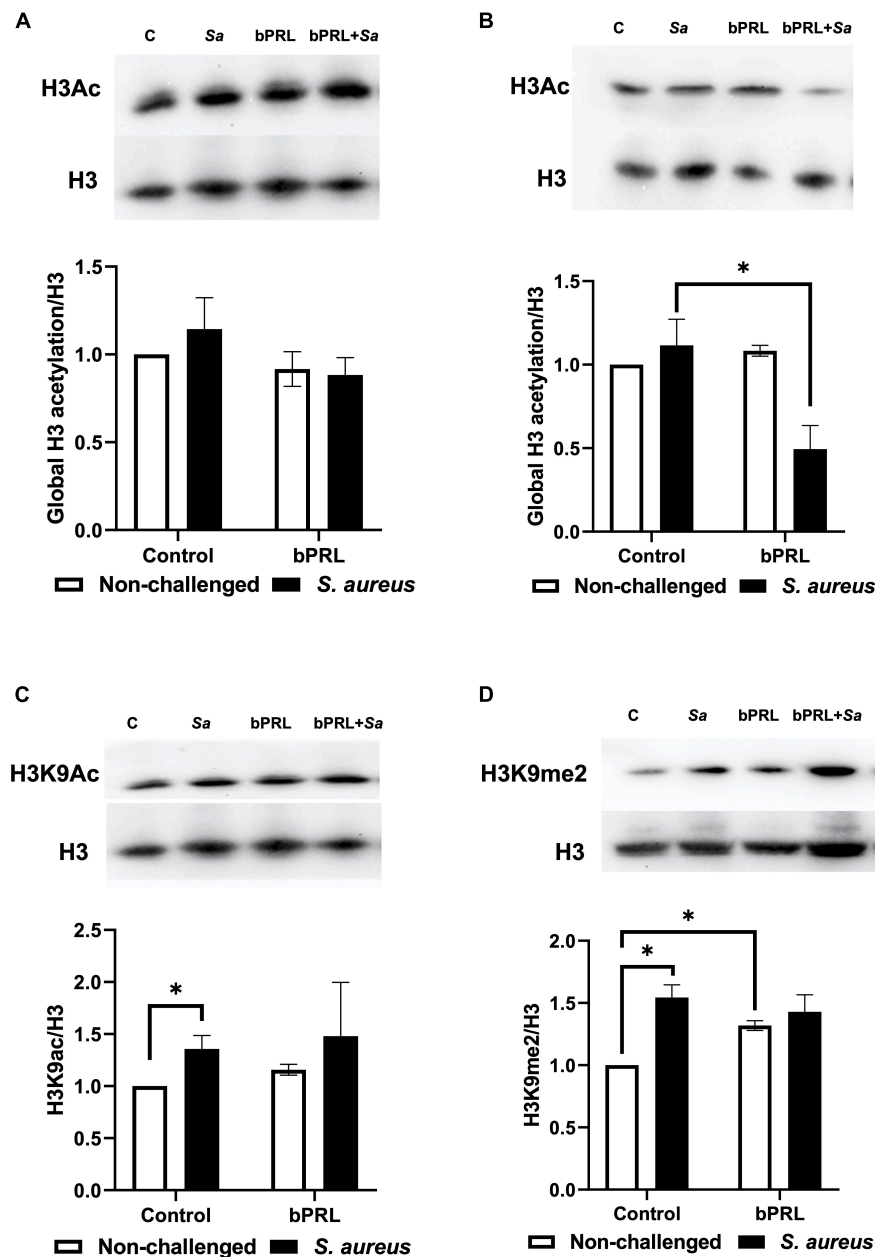 A
C Sa bPRL bPRL+Sa
H3Ac
H3
Global H3 acetylation/H3
1.5
1.0
0.5
0.0
Control bPRL
Non-challenged S. aureus
B
C Sa bPRL bPRL+Sa
H3Ac
H3
Global H3 acetylation/H3
1.5
1.0
0.5
0.0
*
Control bPRL
Non-challenged S. aureus
C
C Sa bPRL bPRL+Sa
H3K9Ac
H3
H3K9ac/H3
2.5
2.0
1.5
1.0
0.5
0.0
*
Control bPRL
Non-challenged S. aureus
D
C Sa bPRL bPRL+Sa
H3K9me2
H3
H3K9me2/H3
2.0
1.5
1.0
0.5
0.0
*
*
Control bPRL
Non-challenged S. aureus